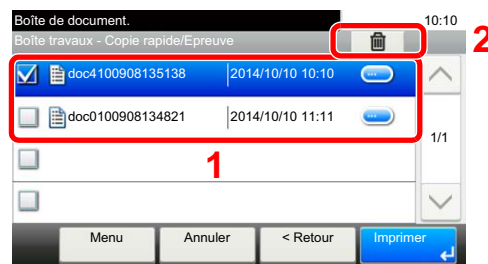 Boîte de document.
10:10
Boîte travaux - Copie rapide/Epreuve
2
doc4100908135138 2014/10/10 10:10
doc0100908134821 2014/10/10 11:11
1/1
1
Menu Annuler < Retour Imprimer